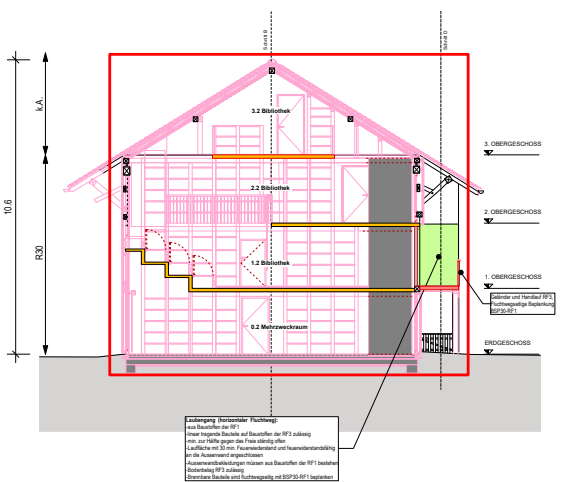 Schnitt B
Schnitt D
3.2 Bibliothek
k.A.
3. OBERGESCHOSS
2.2 Bibliothek
10.6
2. OBERGESCHOSS
R30
1.2 Bibliothek
1. OBERGESCHOSS
Geländer und Handlauf RF3,
Fluchtwegseitige Beplankung
BSP30-RF1
0.2 Mehrzweckraum
ERDGESCHOSS
Laubengang (horizontaler Fluchtweg):
-aus Baustoffen der RF1
-linear tragende Bauteile auf Baustoffen der RF3 zulässig
-min. zur Hälfte gegen das Freie ständig offen
-Lauffläche mit 30 min. Feuerwiederstand und feuerwiderstandsfähig
an die Aussenwand angeschlossen
-Aussenwandbekleidungen müssen aus Baustoffen der RF1 bestehen
-Bodenbelag RF3 zulässig
-Brennbare Bauteile sind fluchtwegseitig mit BSP30-RF1 beplanken